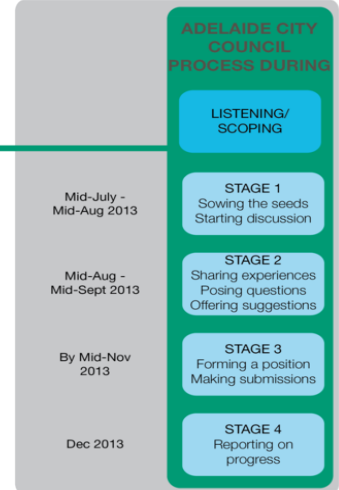 ADELAIDE CITY
COUNCIL
PROCESS DURING
LISTENING/
SCOPING
Mid-July -
Mid-Aug 2013
STAGE 1
Sowing the seeds
Starting discussion
Mid-Aug -
Mid-Sept 2013
STAGE 2
Sharing experiences
Posing questions
Offering suggestions
By Mid-Nov
2013
STAGE 3
Forming a position
Making submissions
Dec 2013
STAGE 4
Reporting on
progress